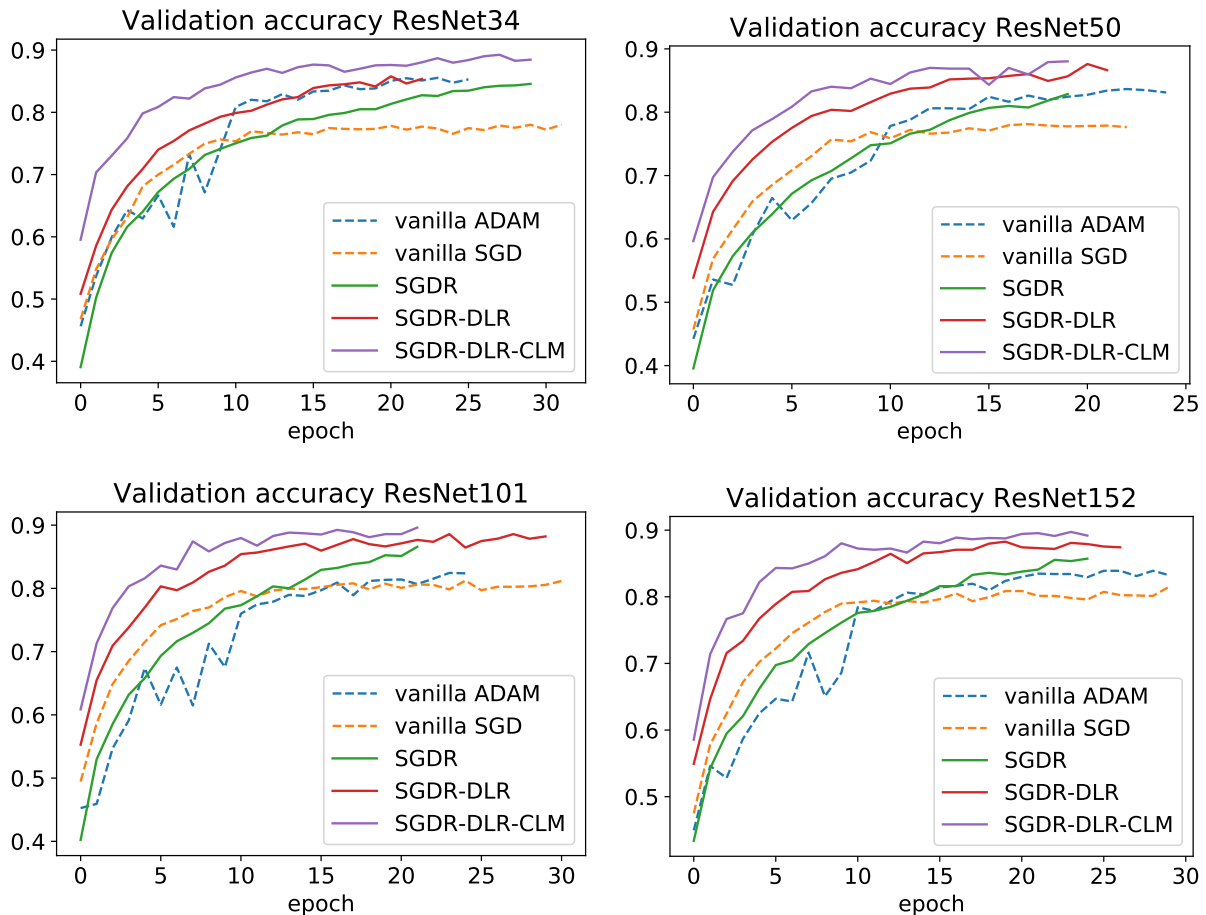 Validation accuracy ResNet34
0.9
0.8
0.7
0.6
0.5
0.4
vanilla ADAM
vanilla SGD
SGDR
SGDR-DLR
SGDR-DLR-CLM
0 5 10 15 20 25 30
epoch
Validation accuracy ResNet50
0.9
0.8
0.7
0.6
0.5
0.4
vanilla ADAM
vanilla SGD
SGDR
SGDR-DLR
SGDR-DLR-CLM
0 5 10 15 20 25
epoch
Validation accuracy ResNet101
0.9
0.8
0.7
0.6
0.5
0.4
vanilla ADAM
vanilla SGD
SGDR
SGDR-DLR
SGDR-DLR-CLM
0 5 10 15 20 25 30
epoch
Validation accuracy ResNet152
0.9
0.8
0.7
0.6
0.5
vanilla ADAM
vanilla SGD
SGDR
SGDR-DLR
SGDR-DLR-CLM
0 5 10 15 20 25 30
epoch